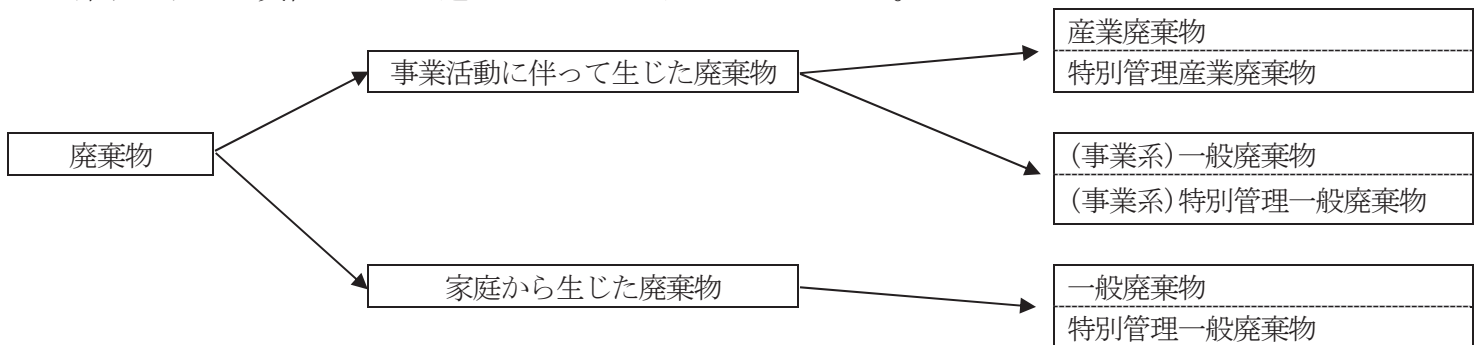 産業廃棄物
特別管理産業廃棄物
事業活動に伴って生じた廃棄物
(事業系)一般廃棄物
(事業系)特別管理一般廃棄物
廃棄物
家庭から生じた廃棄物
一般廃棄物
特別管理一般廃棄物